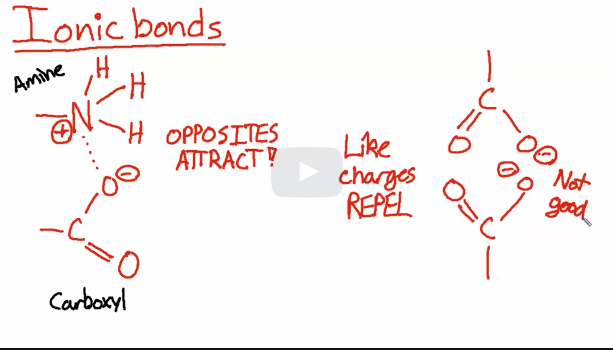 Ionic bonds
Amine
H
H
N
H
⊕
O ⊖
C
O
Carboxyl
OPPOSITES
ATTRACT!
Like
charges
REPEL
C
O
O ⊖
⊖
O
O
C
Not
good